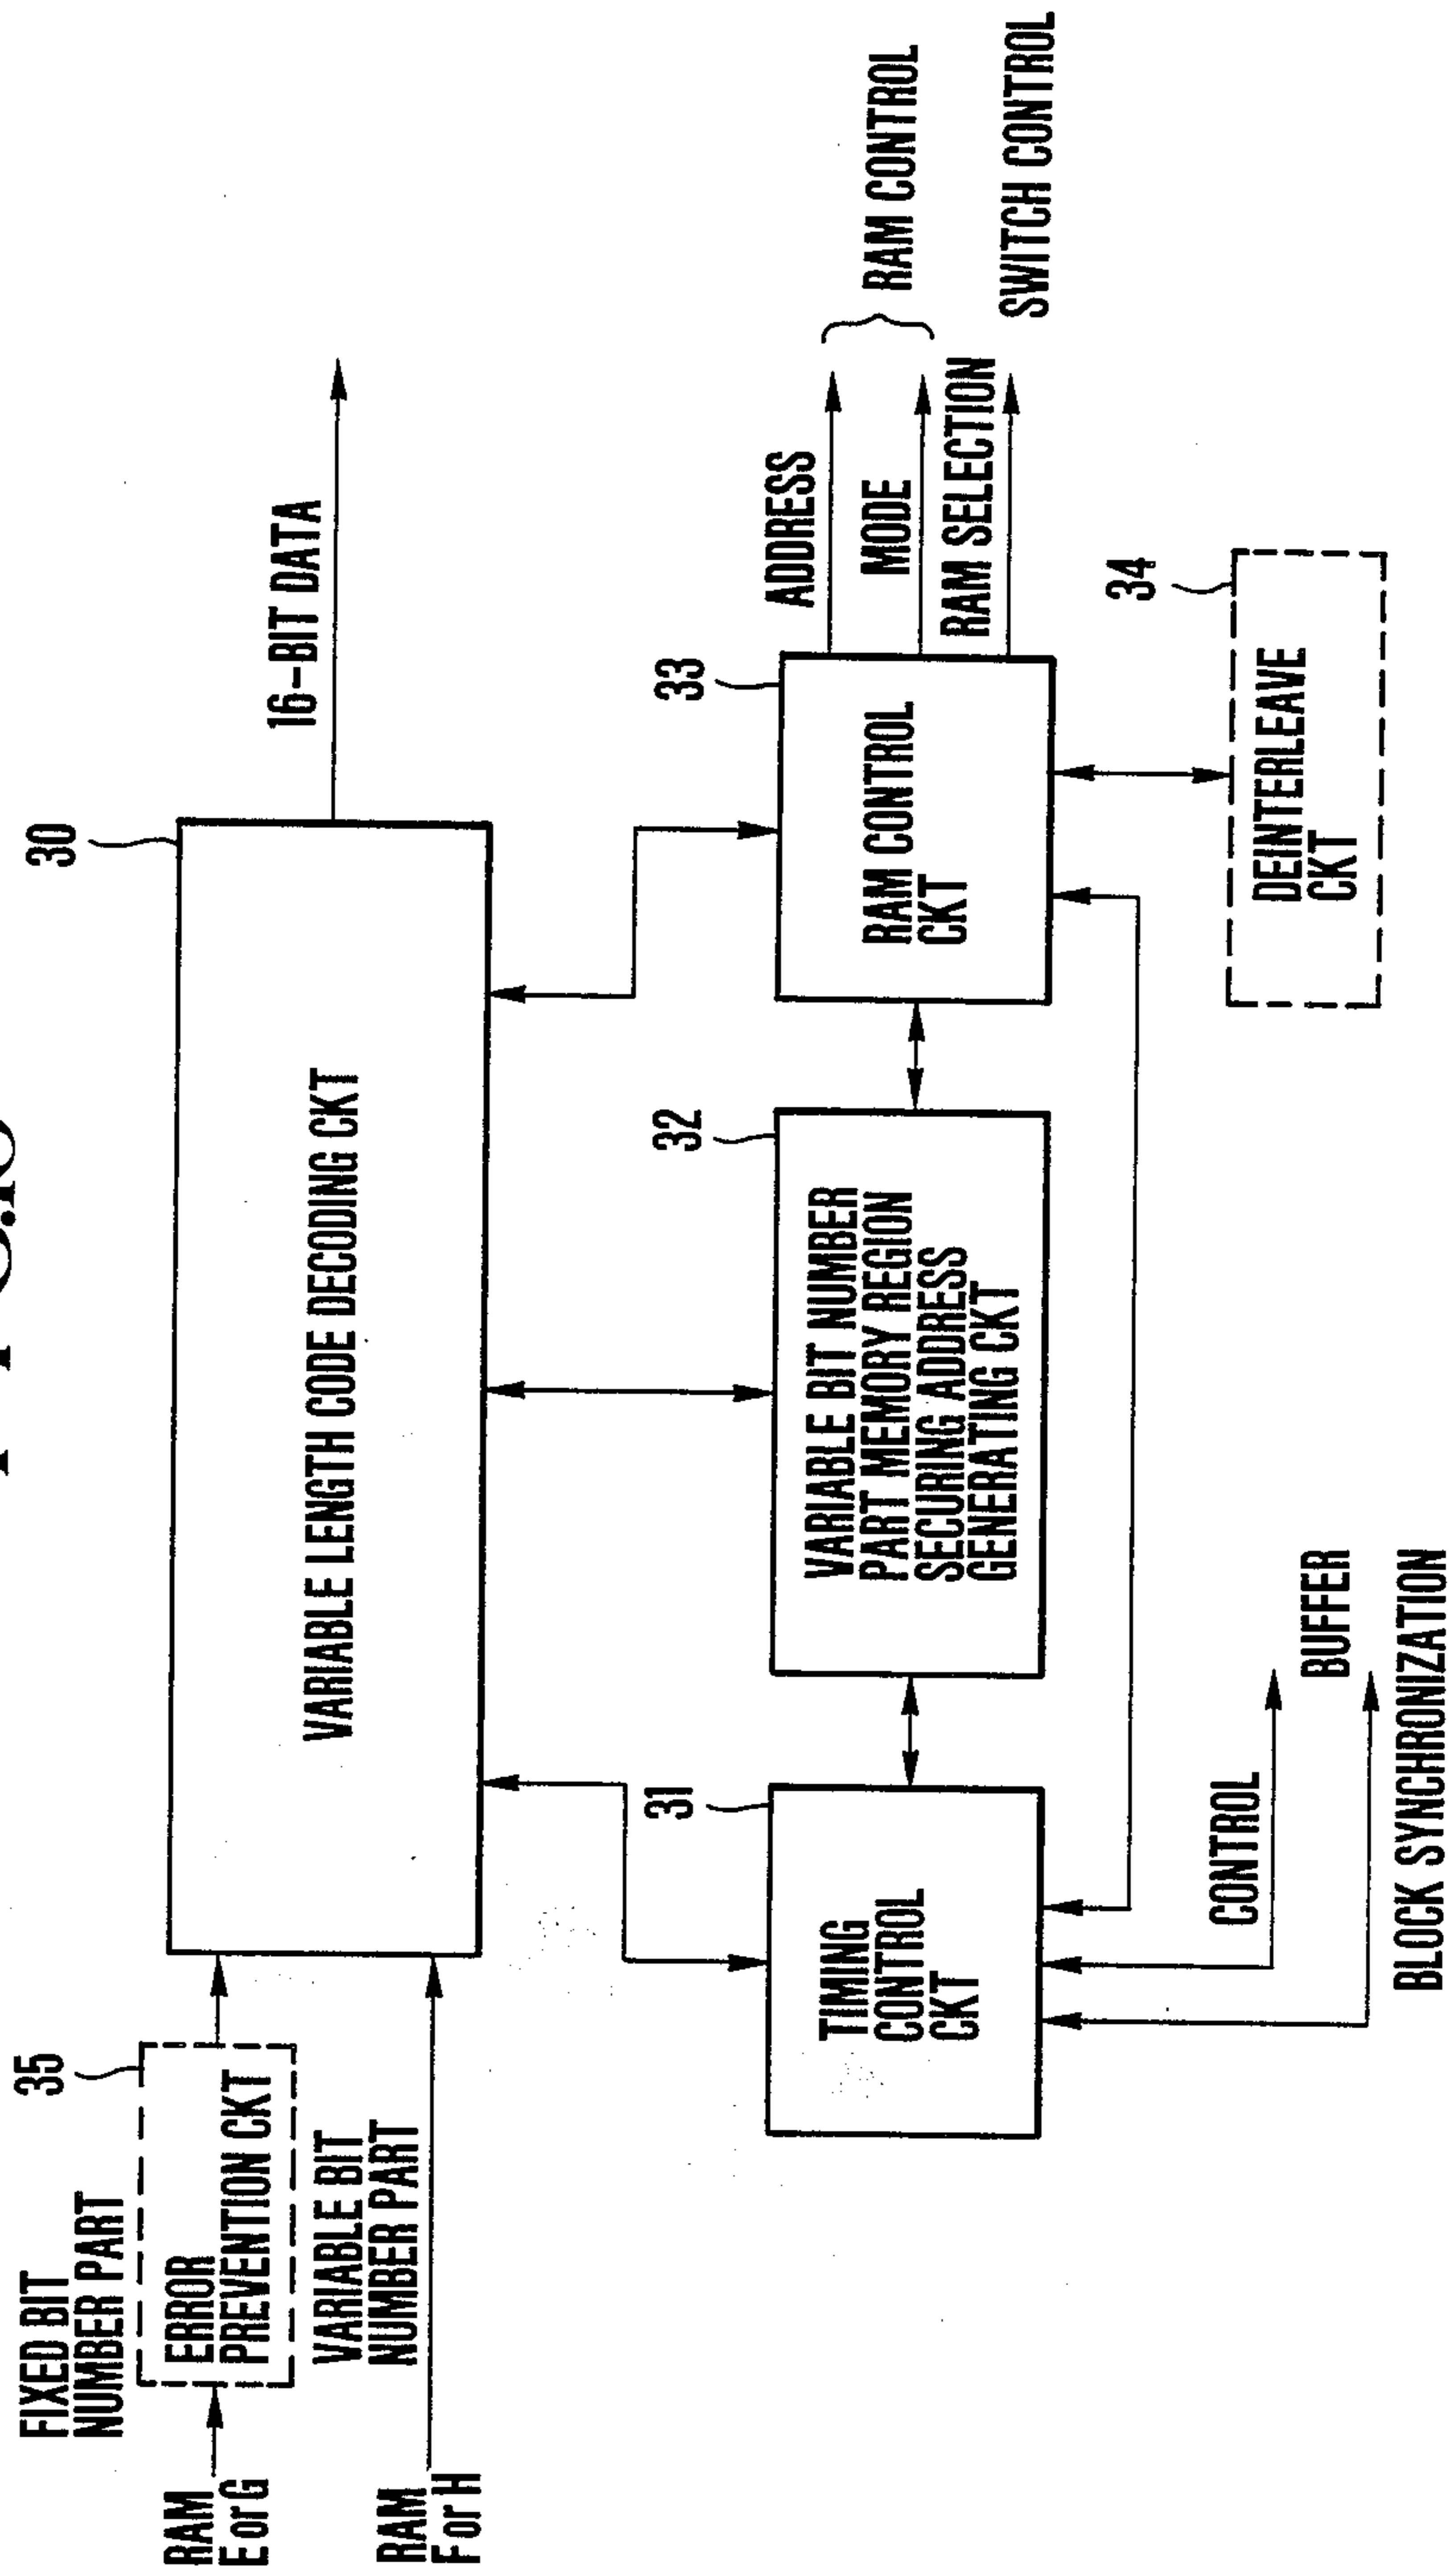 FIXED BIT
NUMBER PART
35
30
RAM
E or G
ERROR
PREVENTION CKT
VARIABLE LENGTH CODE DECODING CKT
16-BIT DATA
VARIABLE BIT
NUMBER PART
RAM
F or H
31
32
33
TIMING
CONTROL
CKT
VARIABLE BIT NUMBER
PART MEMORY REGION
SECURING ADDRESS
GENERATING CKT
RAM CONTROL
CKT
ADDRESS
MODE
RAM SELECTION
RAM CONTROL
SWITCH CONTROL
34
DEINTERLEAVE
CKT
CONTROL
BUFFER
BLOCK SYNCHRONIZATION